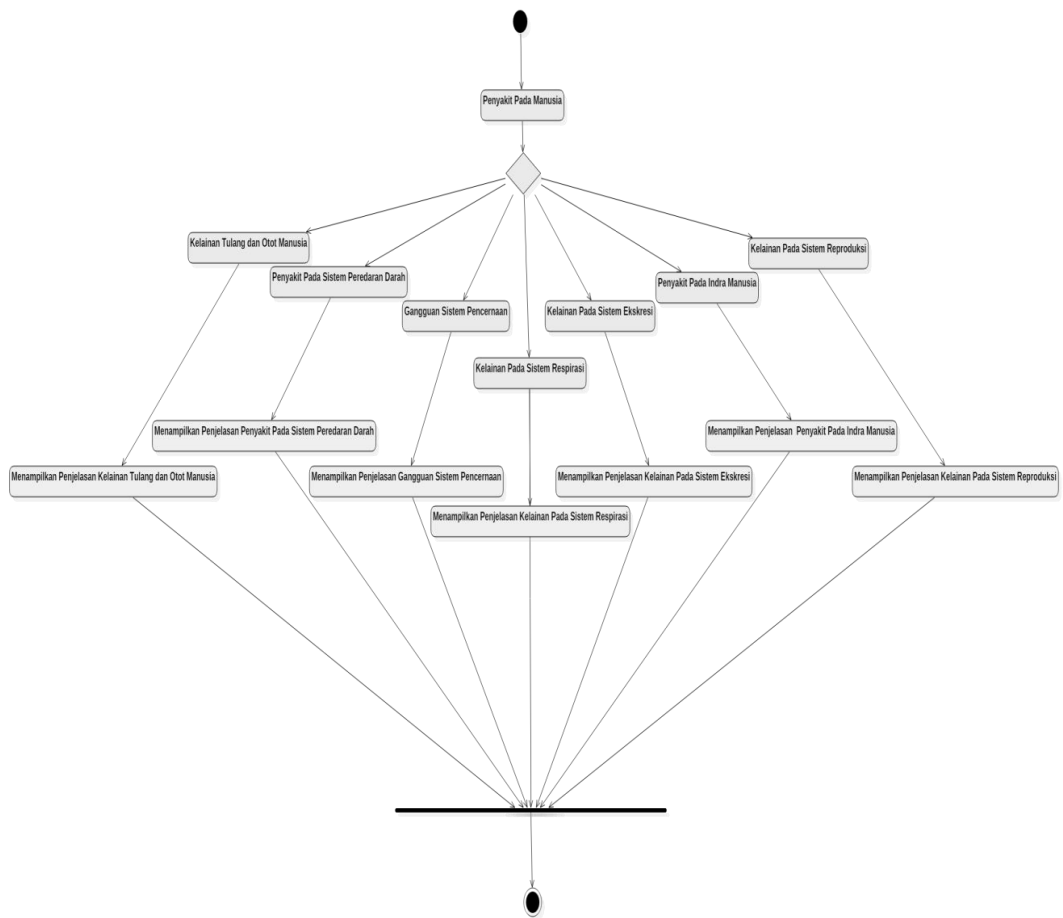 Penyakit Pada Manusia
Kelainan Tulang dan Otot Manusia
Kelainan Pada Sistem Reproduksi
Penyakit Pada Sistem Peredaran Darah
Penyakit Pada Indra Manusia
Gangguan Sistem Pencernaan
Kelainan Pada Sistem Ekskresi
Kelainan Pada Sistem Respirasi
Menampilkan Penjelasan Penyakit Pada Sistem Peredaran Darah
Menampilkan Penjelasan  Penyakit Pada Indra Manusia
Menampilkan Penjelasan Kelainan Tulang dan Otot Manusia
Menampilkan Penjelasan Gangguan Sistem Pencernaan
Menampilkan Penjelasan Kelainan Pada Sistem Ekskresi
Menampilkan Penjelasan Kelainan Pada Sistem Reproduksi
Menampilkan Penjelasan Kelainan Pada Sistem Respirasi